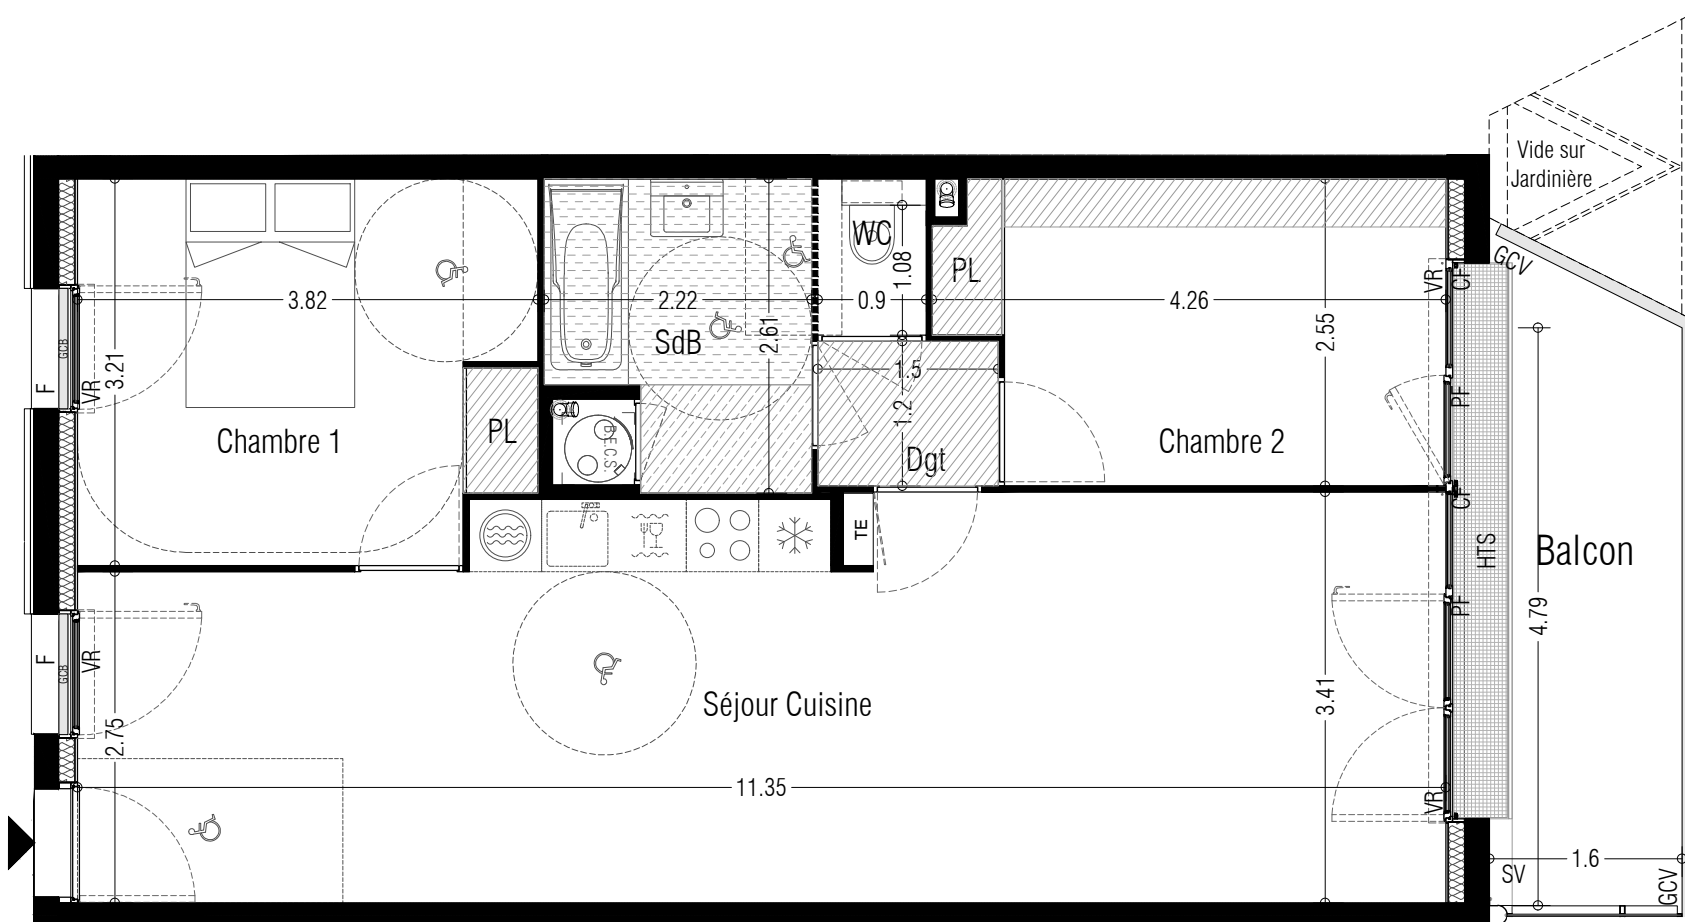 Vide sur
Jardinière
WC
GCV
PL
1.08
VR
CF
3.82
2.22
0.9
4.26
2.61
2.55
SdB
GCB
3.21
F
VR
1.5
1.2
PF
Chambre 1
PL
B.E.C.S.
Dgt
Chambre 2
CF
TE
HTS
Balcon
PF
4.79
F
GCB
VR
Séjour Cuisine
3.41
2.75
11.35
VR
1.6
SV
GCV